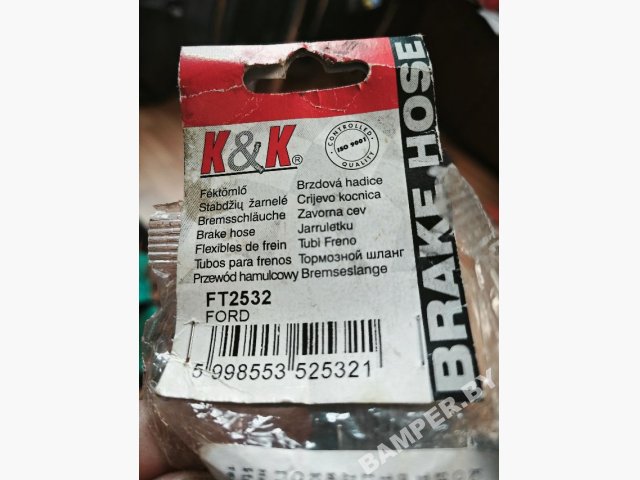 K&K®
CONTROLLED
ISO 9001
QUALITY
BRAKE HOSE
Féktömlő
Stabdžių žarnelé
Bremsschläuche
Brake hose
Flexibles de frein
Tubos para frenos
Przewód hamulcowy
Brzdová hadice
Crijevo kocnica
Zavorna cev
Jarruletku
Tubi Freno
Тормозной шланг
Bremseslange
FT2532
FORD
5 998553 525321
BAMPER.BY